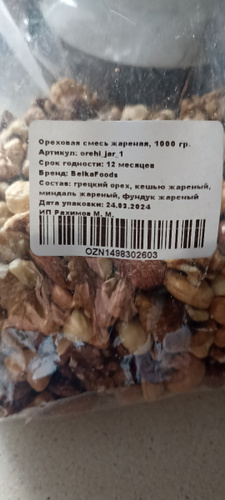 Ореховая смесь жареная, 1000 гр.
Артикул: orehi_jar_1
Срок годности: 12 месяцев
Бренд: BelkaFoods
Состав: грецкий орех, кешью жареный,
миндаль жареный, фундук жареный
Дата упаковки: 24.03.2024
ИП Рахимов М. М.
OZN1498302603